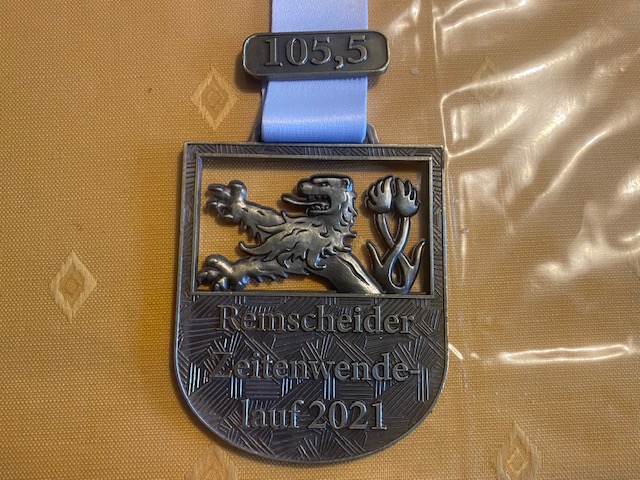 105,5
Remscheider
Zeitenwende-
lauf 2021